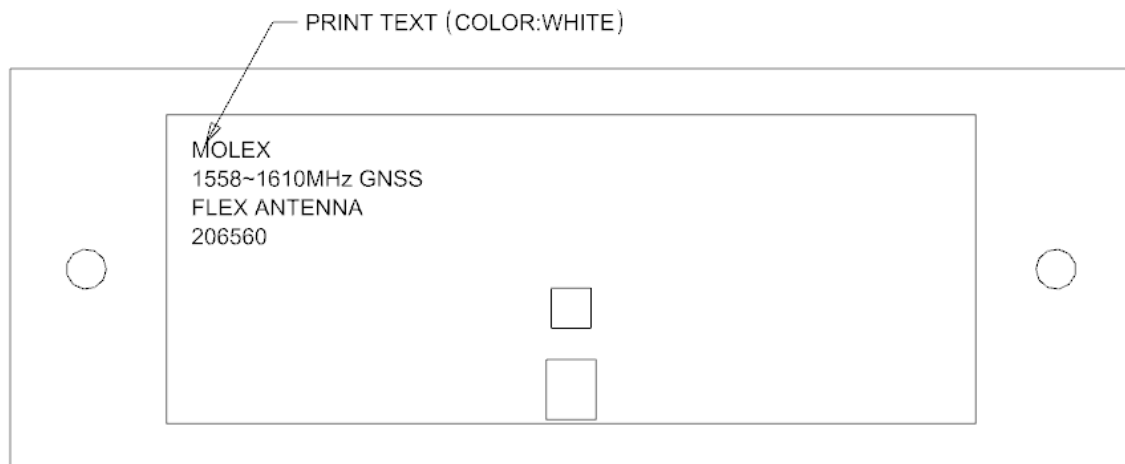 PRINT TEXT (COLOR:WHITE)
MOLEX
1558~1610MHz GNSS
FLEX ANTENNA
206560